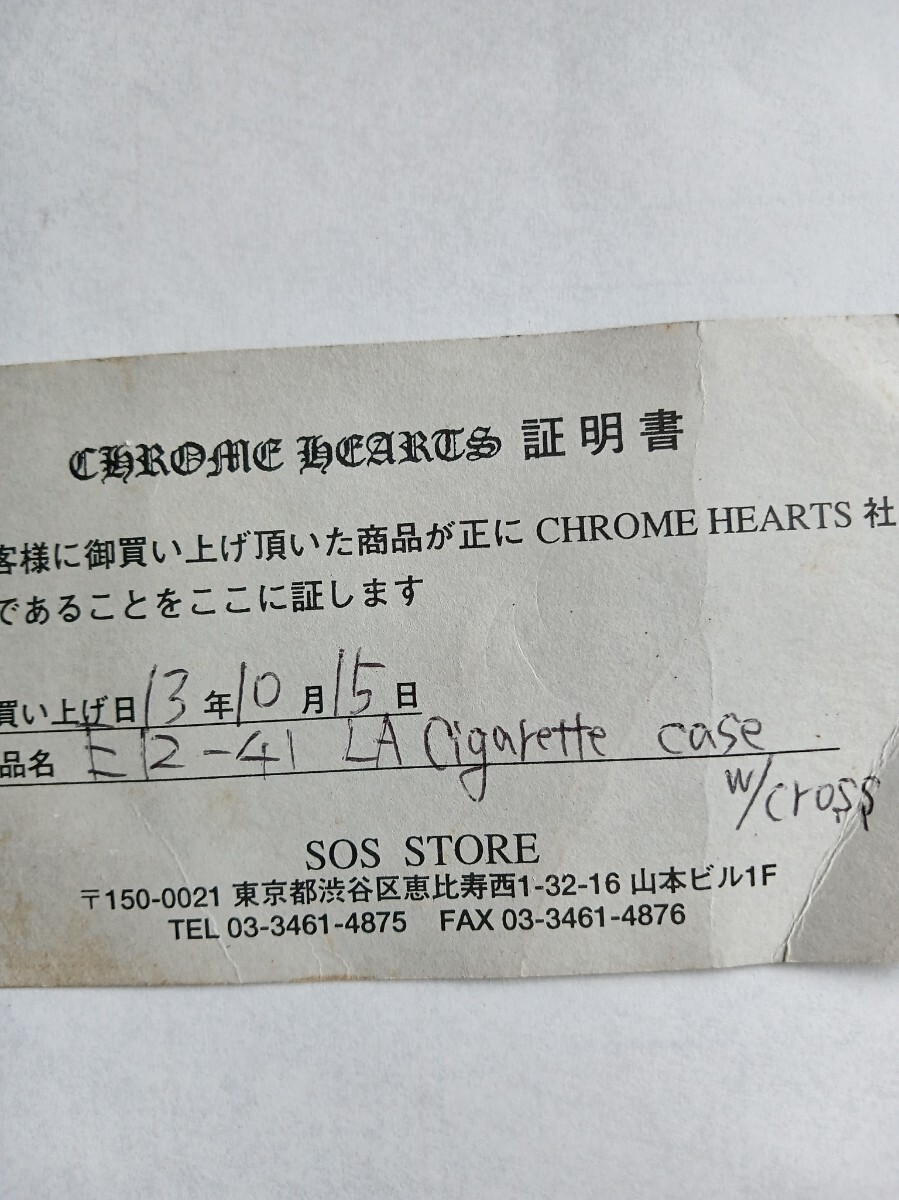 CHROME HEARTS 証明書
客様に御買い上げ頂いた商品が正に CHROME HEARTS 社
であることをここに証します
買い上げ日 13 年 10 月 15 日
品名 12-41 LA Cigarette case
w/cross
SOS STORE
〒150-0021 東京都渋谷区恵比寿西1-32-16 山本ビル1F
TEL 03-3461-4875 FAX 03-3461-4876